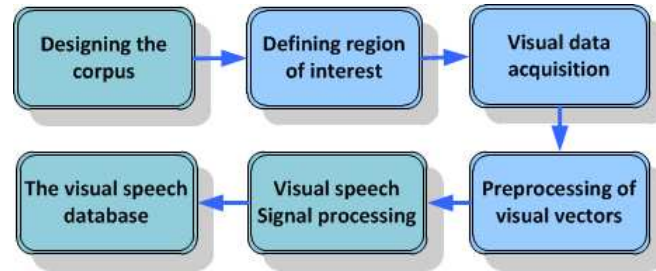 Designing the
corpus
Defining region
of interest
Visual data
acquisition
Preprocessing of
visual vectors
Visual speech
Signal processing
The visual speech
database